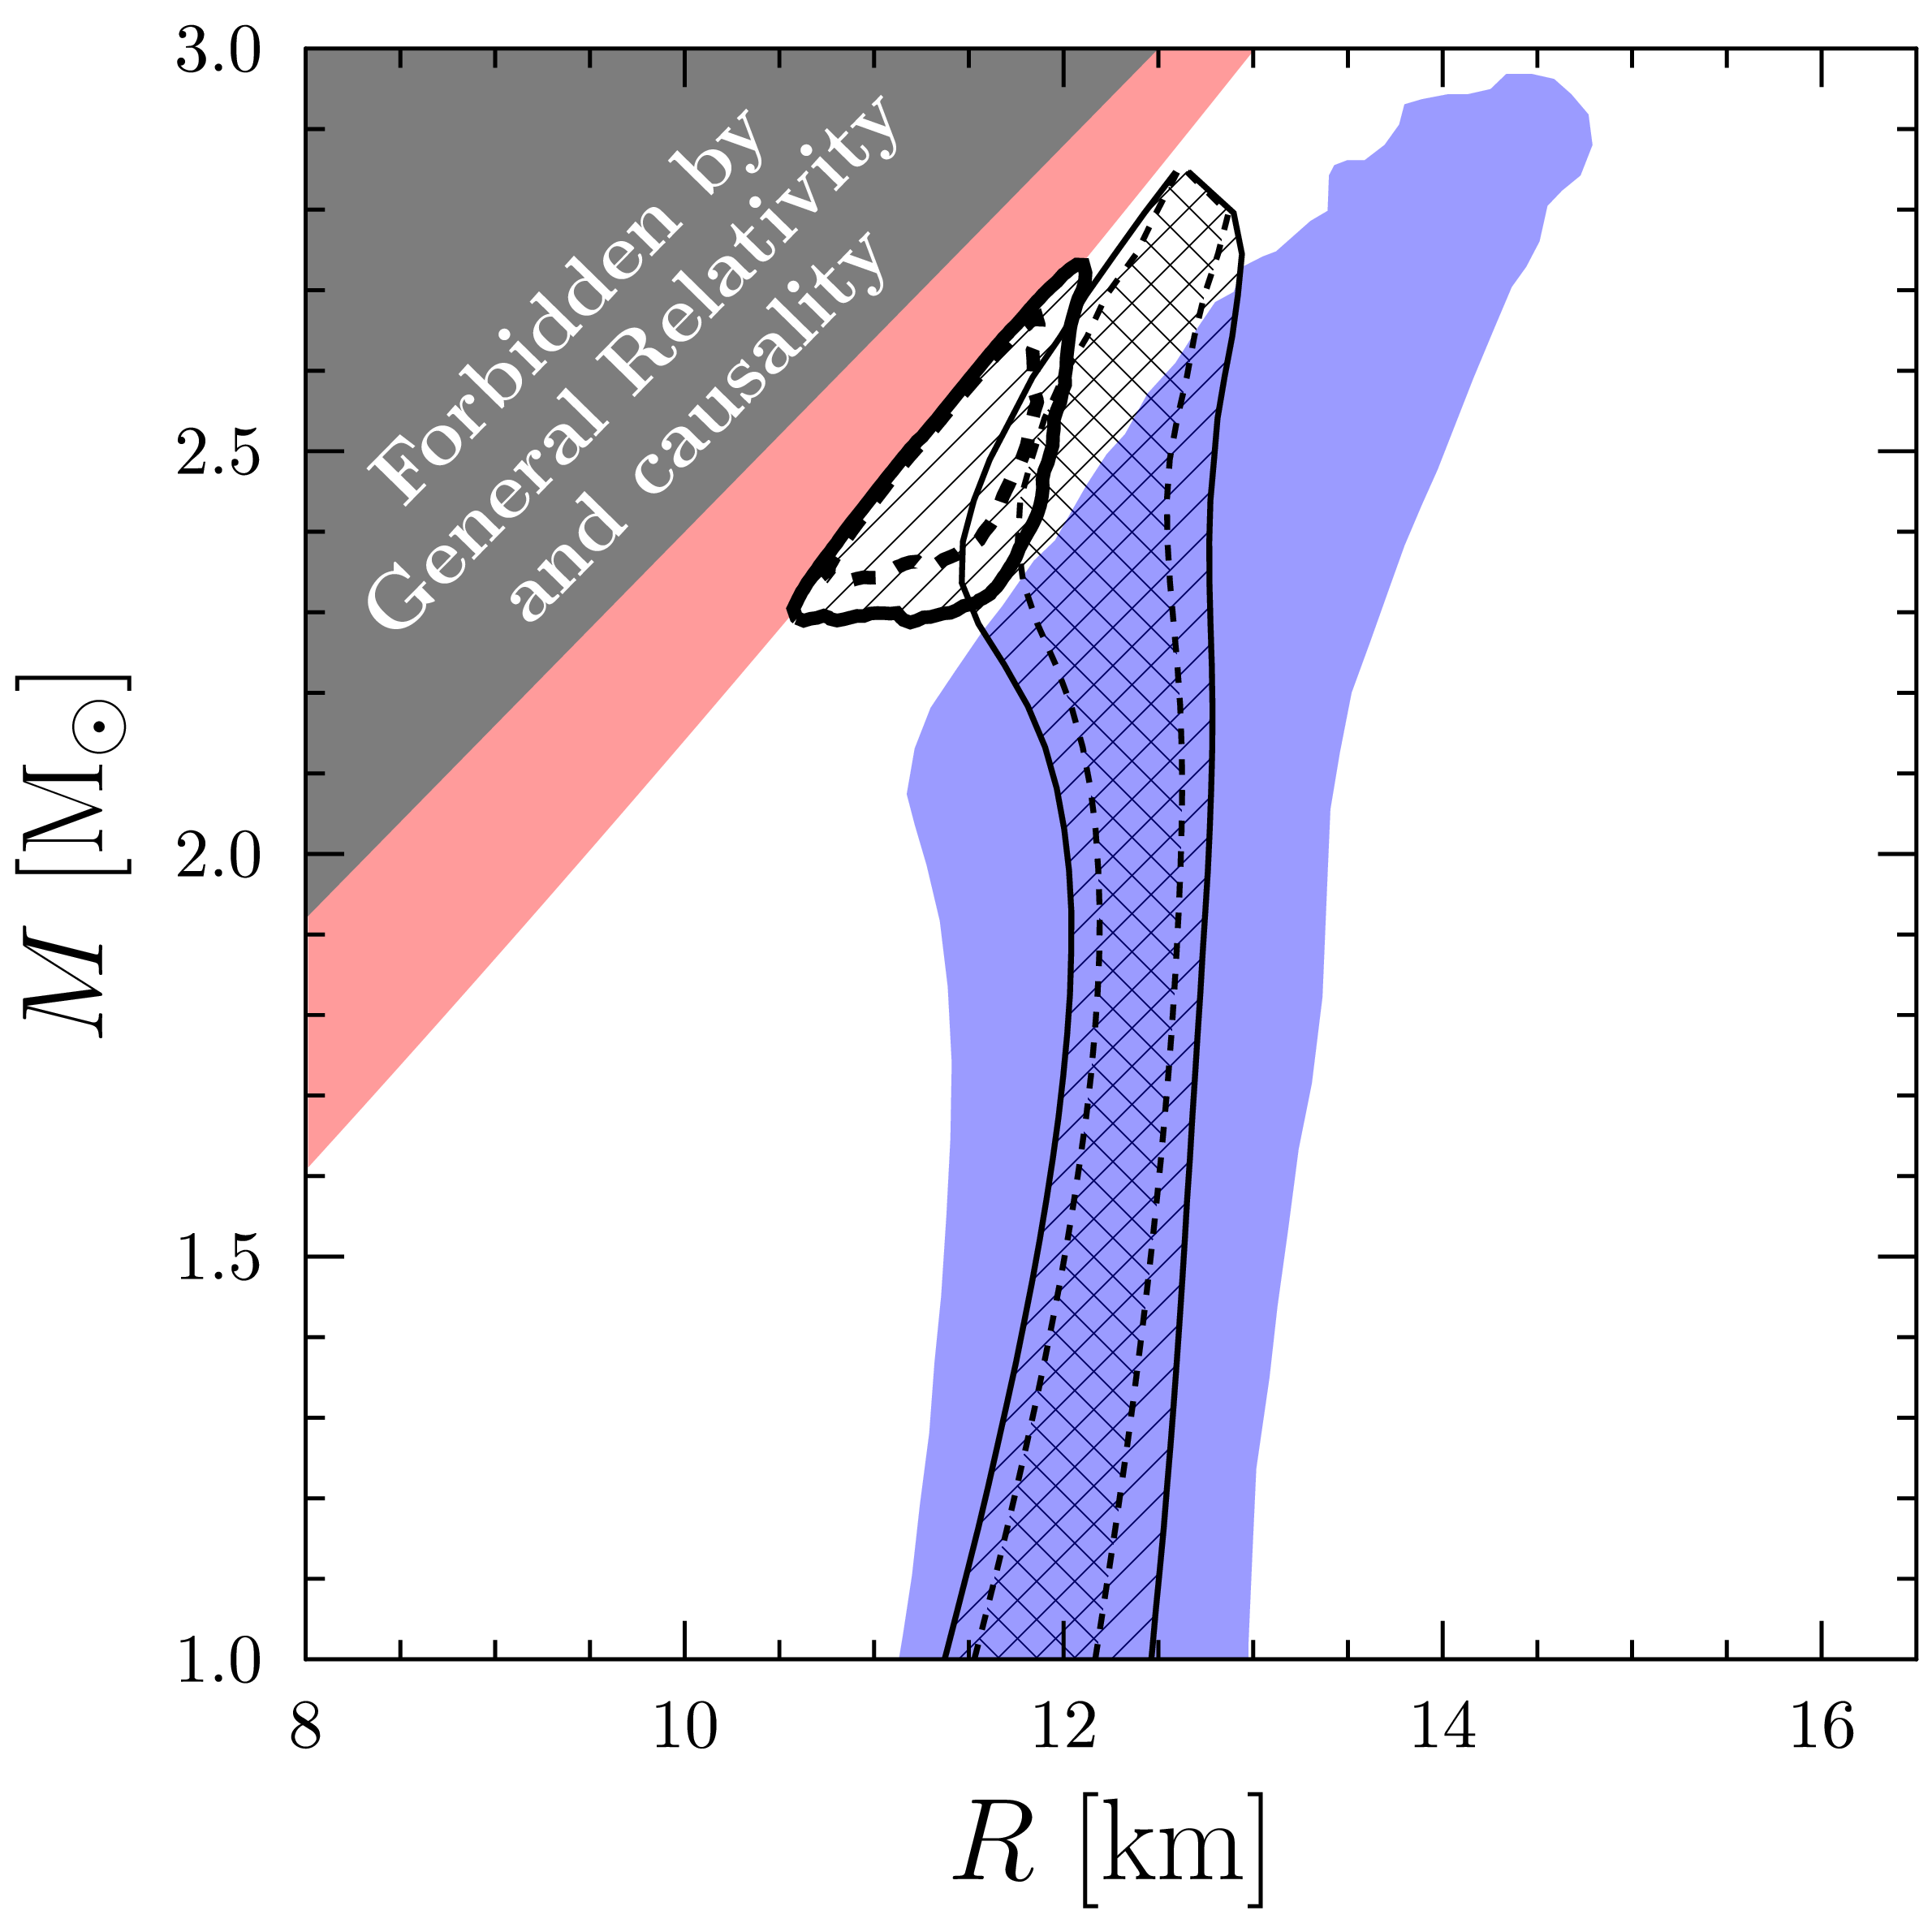 3.0
2.5
2.0
1.5
1.0
M [M⊙]
Forbidden by
General Relativity
and causality
8 10 12 14 16
R [km]